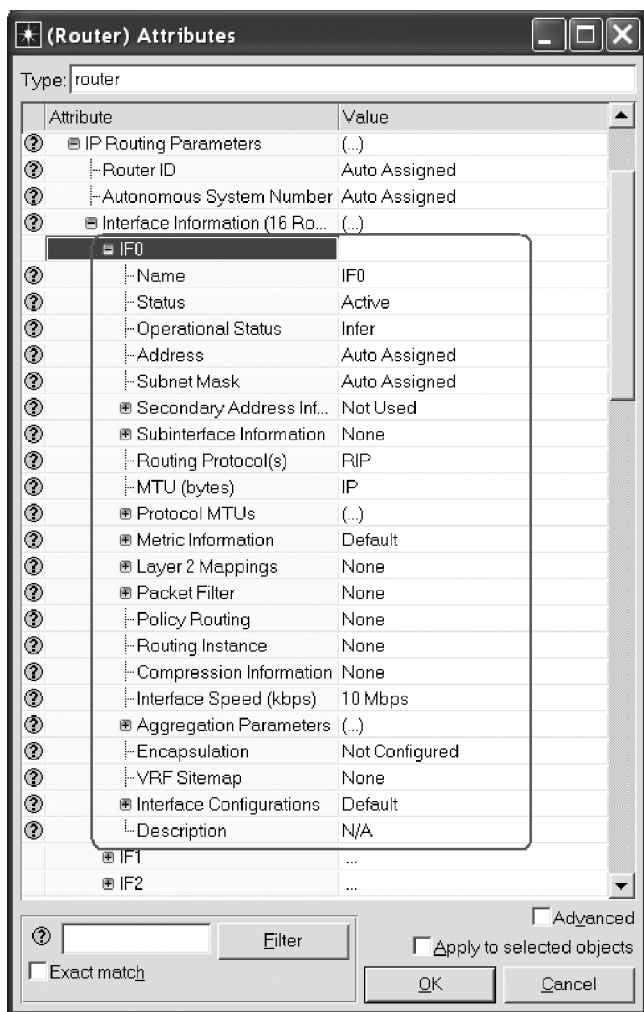 (Router) Attributes
Type: router
Attribute Value
IP Routing Parameters (...)
Router ID Auto Assigned
Autonomous System Number Auto Assigned
Interface Information (16 Ro... (...)
IF0
Name IF0
Status Active
Operational Status Infer
Address Auto Assigned
Subnet Mask Auto Assigned
Secondary Address Inf... Not Used
Subinterface Information None
Routing Protocol(s) RIP
MTU (bytes) IP
Protocol MTUs (...)
Metric Information Default
Layer 2 Mappings None
Packet Filter None
Policy Routing None
Routing Instance None
Compression Information None
Interface Speed (kbps) 10 Mbps
Aggregation Parameters (...)
Encapsulation Not Configured
VRF Sitemap None
Interface Configurations Default
Description N/A
IF1 ...
IF2 ...
Advanced
Filter
Apply to selected objects
Exact match
OK Cancel